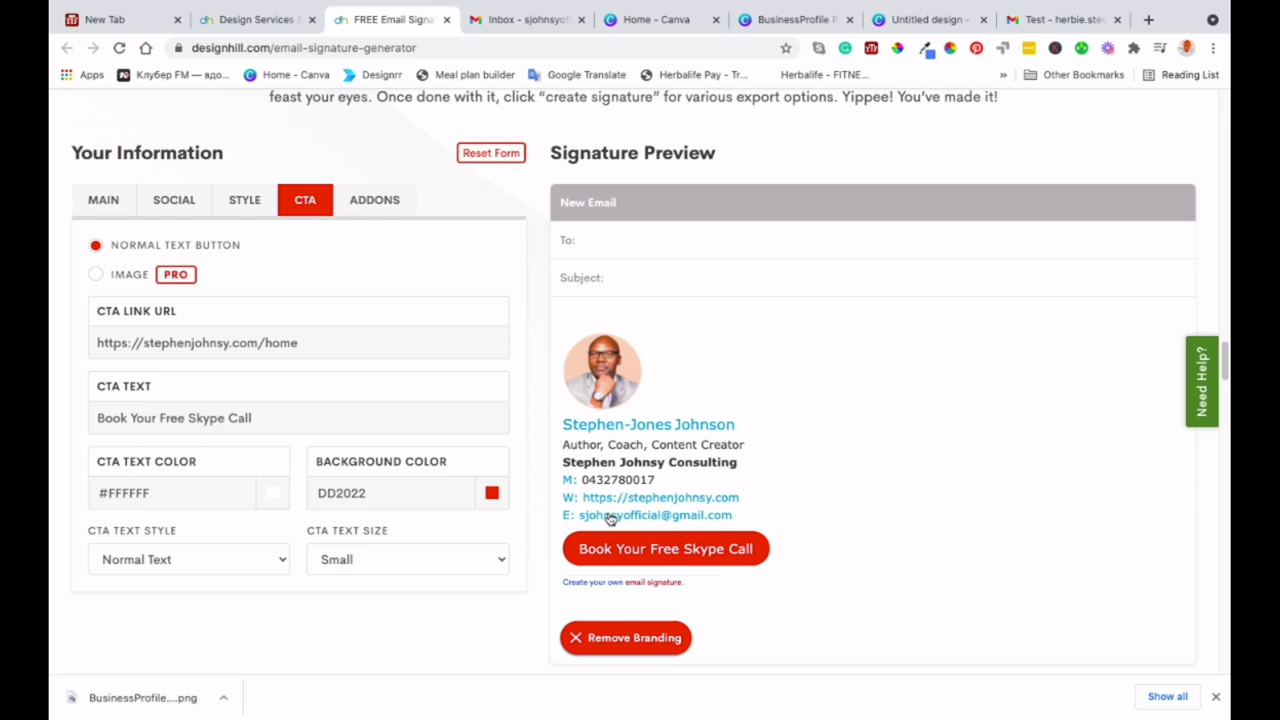 New Tab
Design Services &
FREE Email Signa
Inbox - sjohnsyof
Home - Canva
BusinessProfile P
Untitled design -
Test - herbie.ste
designhill.com/email-signature-generator
Apps
Клубер FM — вдо...
Home - Canva
Designrr
Meal plan builder
Google Translate
Herbalife Pay - Tr...
Herbalife - FITNE...
Other Bookmarks
Reading List
feast your eyes. Once done with it, click “create signature” for various export options. Yippee! You’ve made it!
Your Information
Reset Form
Signature Preview
MAIN
SOCIAL
STYLE
CTA
ADDONS
New Email
To:
Subject:
NORMAL TEXT BUTTON
IMAGE PRO
CTA LINK URL
https://stephenjohnsy.com/home
CTA TEXT
Book Your Free Skype Call
CTA TEXT COLOR
BACKGROUND COLOR
#FFFFFF
DD2022
CTA TEXT STYLE
CTA TEXT SIZE
Normal Text
Small
Stephen-Jones Johnson
Author, Coach, Content Creator
Stephen Johnsy Consulting
M: 0432780017
W: https://stephenjohnsy.com
E: sjohnsyofficial@gmail.com
Book Your Free Skype Call
Create your own email signature.
Remove Branding
Need Help?
BusinessProfile....png
Show all